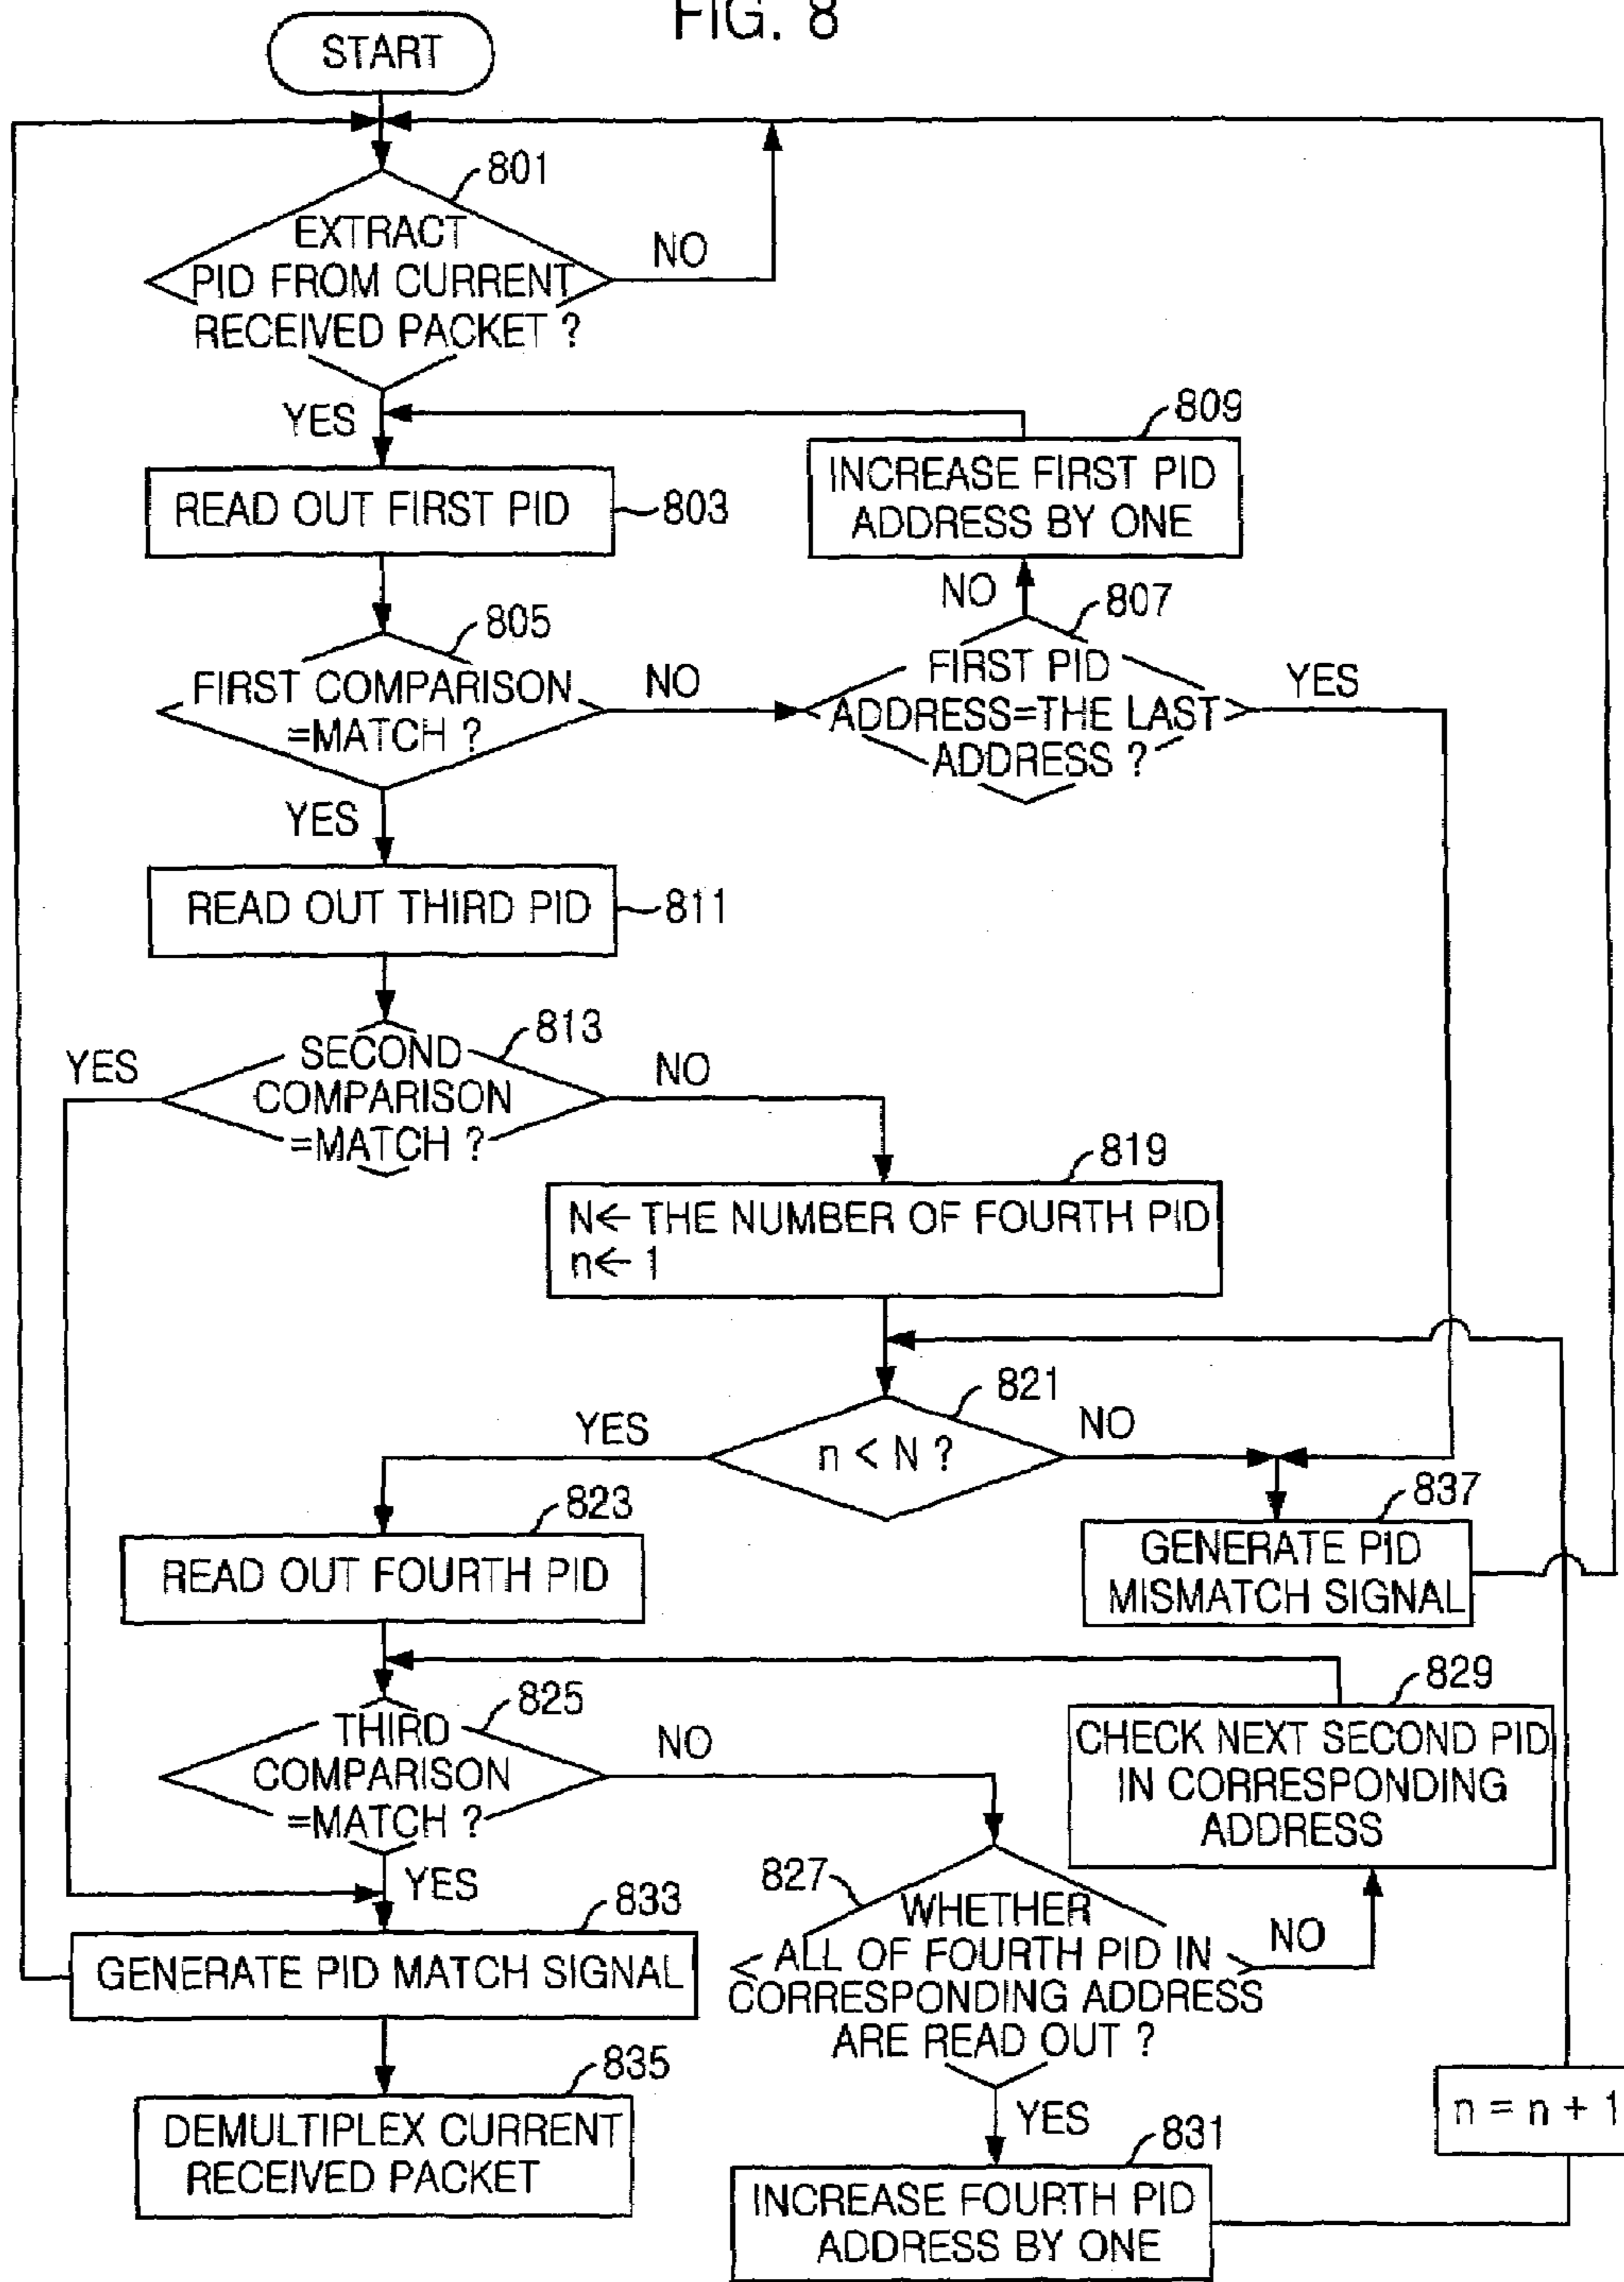 FIG. 8
START
801
EXTRACT
PID FROM CURRENT
RECEIVED PACKET ?
NO
YES
809
INCREASE FIRST PID
ADDRESS BY ONE
READ OUT FIRST PID
803
NO
807
805
FIRST COMPARISON
=MATCH ?
NO
FIRST PID
ADDRESS=THE LAST
ADDRESS ?
YES
YES
READ OUT THIRD PID
811
813
YES
SECOND
COMPARISON
=MATCH ?
NO
819
N← THE NUMBER OF FOURTH PID
n← 1
821
YES
n < N ?
NO
823
837
READ OUT FOURTH PID
GENERATE PID
MISMATCH SIGNAL
825
829
THIRD
COMPARISON
=MATCH ?
NO
CHECK NEXT SECOND PID
IN CORRESPONDING
ADDRESS
YES
827
WHETHER
ALL OF FOURTH PID IN
CORRESPONDING ADDRESS
ARE READ OUT ?
NO
833
GENERATE PID MATCH SIGNAL
835
DEMULTIPLEX CURRENT
RECEIVED PACKET
YES
831
INCREASE FOURTH PID
ADDRESS BY ONE
n = n + 1